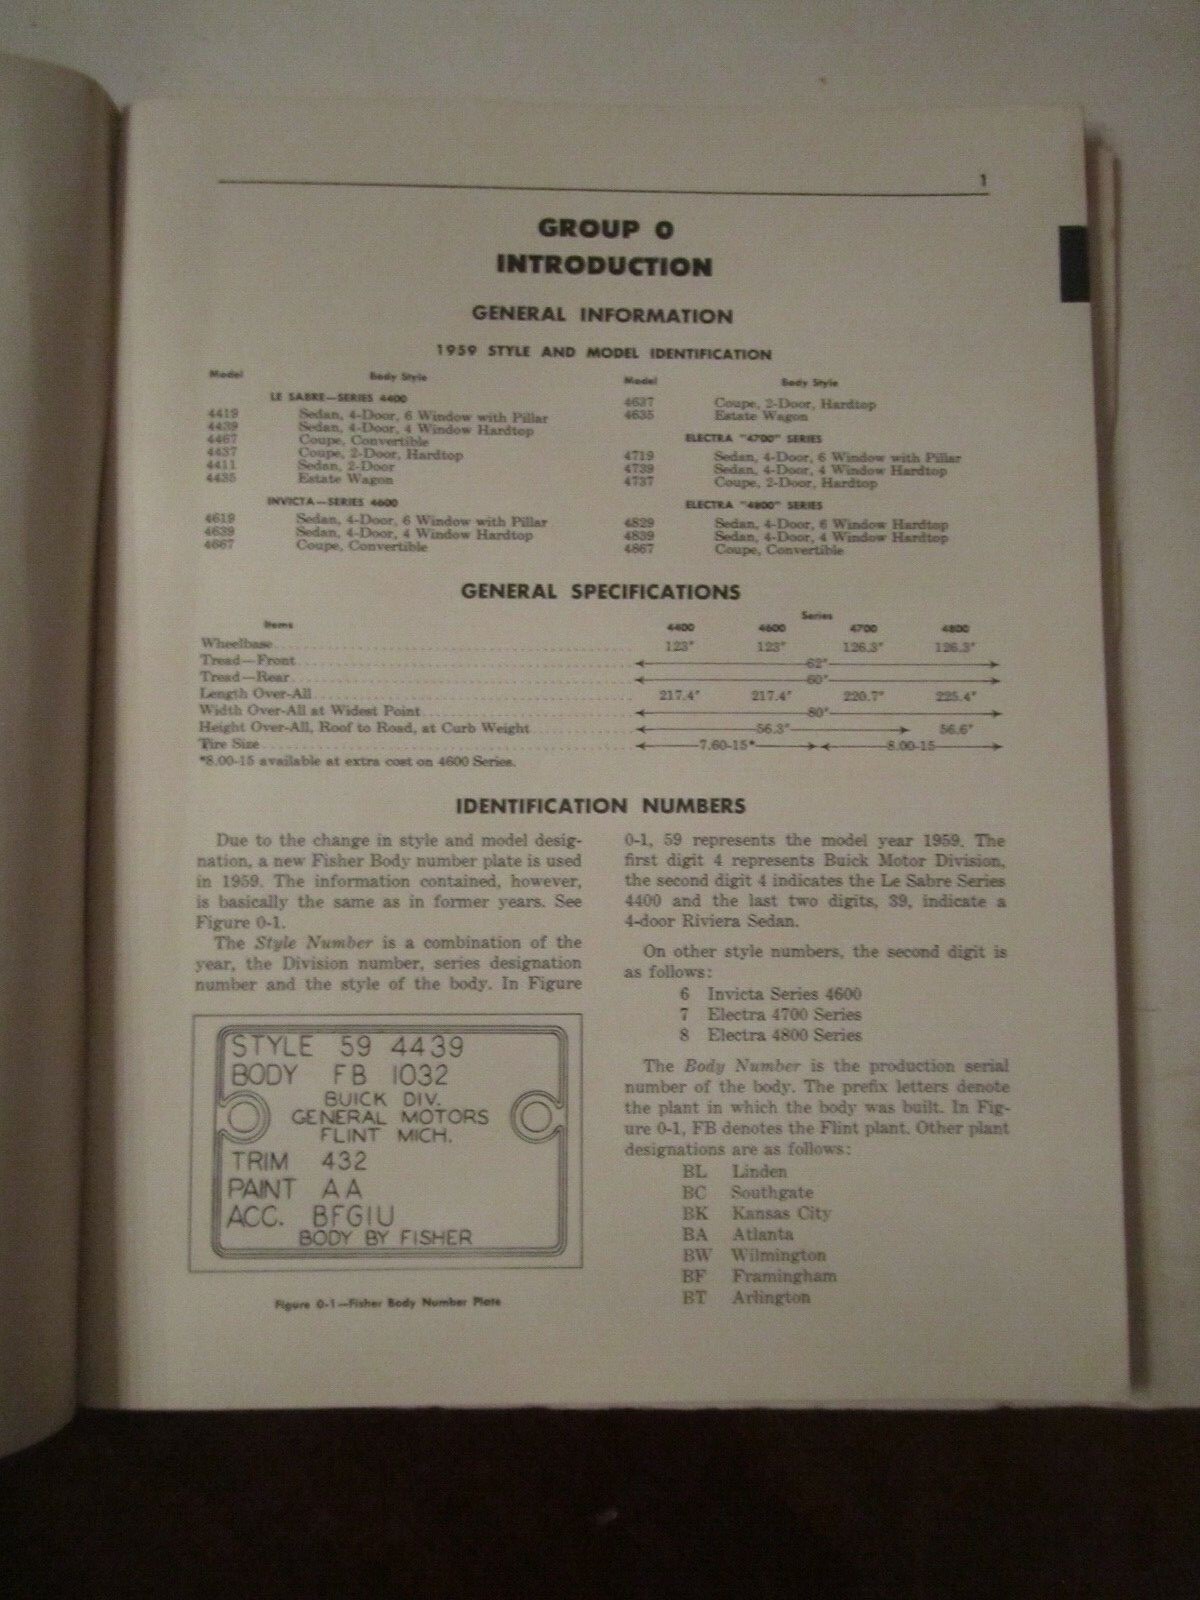 1
GROUP 0
INTRODUCTION
GENERAL INFORMATION
1959 STYLE AND MODEL IDENTIFICATION
Model Body Style
LE SABRE—SERIES 4400
4419 Sedan, 4-Door, 6 Window with Pillar
4439 Sedan, 4-Door, 4 Window Hardtop
4467 Coupe, Convertible
4437 Coupe, 2-Door, Hardtop
4411 Sedan, 2-Door
4435 Estate Wagon
INVICTA—SERIES 4600
4619 Sedan, 4-Door, 6 Window with Pillar
4639 Sedan, 4-Door, 4 Window Hardtop
4667 Coupe, Convertible
Model Body Style
4637 Coupe, 2-Door, Hardtop
4635 Estate Wagon
ELECTRA "4700" SERIES
4719 Sedan, 4-Door, 6 Window with Pillar
4739 Sedan, 4-Door, 4 Window Hardtop
4737 Coupe, 2-Door, Hardtop
ELECTRA "4800" SERIES
4829 Sedan, 4-Door, 6 Window Hardtop
4839 Sedan, 4-Door, 4 Window Hardtop
4867 Coupe, Convertible
GENERAL SPECIFICATIONS
Items Series
4400 4600 4700 4800
Wheelbase 123" 123" 126.3" 126.3"
Tread—Front 62"
Tread—Rear 60"
Length Over-All 217.4" 217.4" 220.7" 225.4"
Width Over-All at Widest Point 80"
Height Over-All, Roof to Road, at Curb Weight 56.3" 56.6"
Tire Size 7.60-15* 8.00-15
*8.00-15 available at extra cost on 4600 Series.
IDENTIFICATION NUMBERS
Due to the change in style and model desig-
nation, a new Fisher Body number plate is used
in 1959. The information contained, however,
is basically the same as in former years. See
Figure 0-1.
The Style Number is a combination of the
year, the Division number, series designation
number and the style of the body. In Figure
STYLE 59 4439
BODY FB 1032
BUICK DIV.
GENERAL MOTORS
FLINT MICH.
TRIM 432
PAINT AA
ACC. BFGIU
BODY BY FISHER
Figure 0-1—Fisher Body Number Plate
0-1, 59 represents the model year 1959. The
first digit 4 represents Buick Motor Division,
the second digit 4 indicates the Le Sabre Series
4400 and the last two digits, 39, indicate a
4-door Riviera Sedan.
On other style numbers, the second digit is
as follows:
6 Invicta Series 4600
7 Electra 4700 Series
8 Electra 4800 Series
The Body Number is the production serial
number of the body. The prefix letters denote
the plant in which the body was built. In Fig-
ure 0-1, FB denotes the Flint plant. Other plant
designations are as follows:
BL Linden
BC Southgate
BK Kansas City
BA Atlanta
BW Wilmington
BF Framingham
BT Arlington